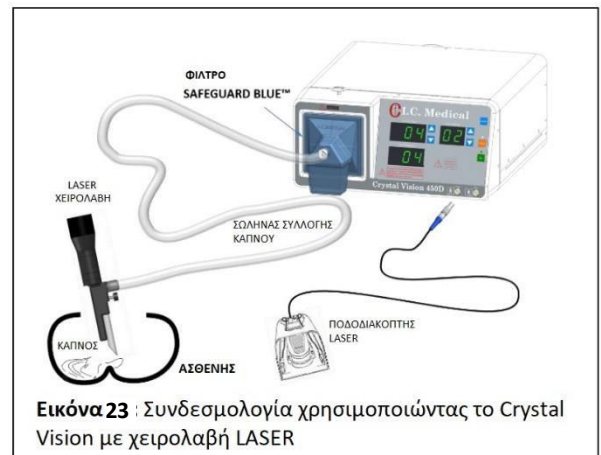 ΦΙΛΤΡΟ
SAFEGUARD BLUE™
I.C. Medical
04
02
04
Crystal Vision 450D
LASER
ΧΕΙΡΟΛΑΒΗ
ΣΩΛΗΝΑΣ ΣΥΛΛΟΓΗΣ
ΚΑΠΝΟΥ
ΚΑΠΝΟΣ
ΑΣΘΕΝΗΣ
ΠΟΔΟΔΙΑΚΟΠΤΗΣ
LASER
Εικόνα 23 : Συνδεσμολογία χρησιμοποιώντας το Crystal
Vision με χειρολαβή LASER